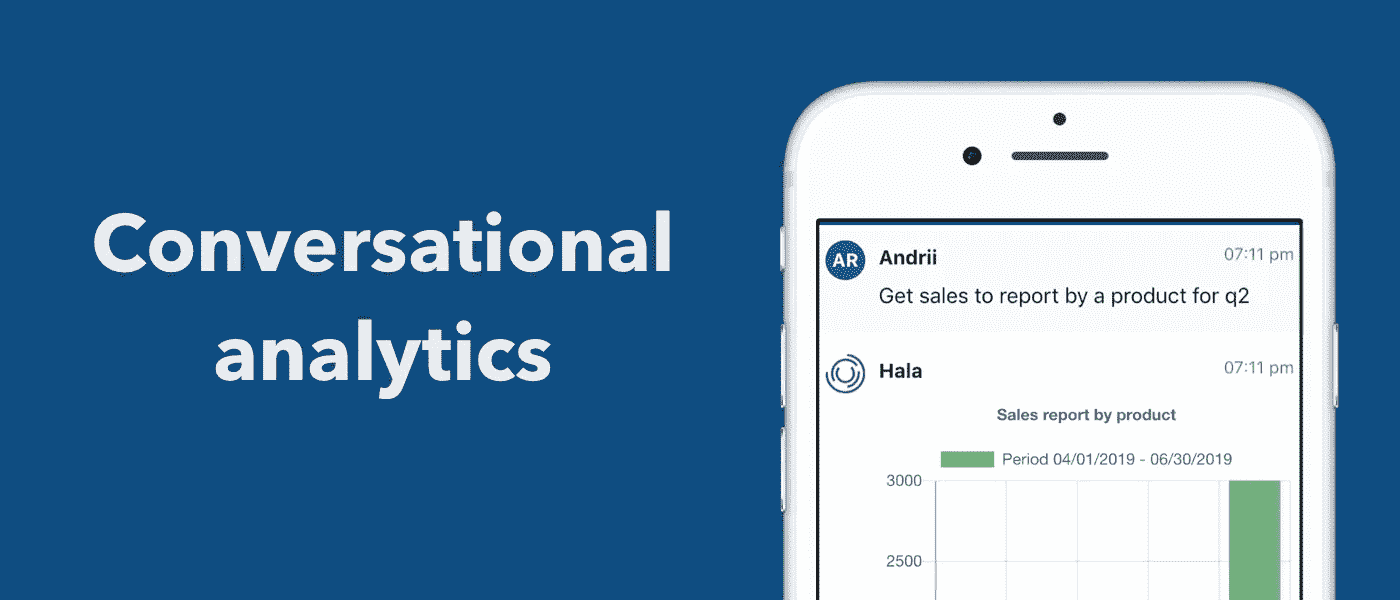 Conversational
analytics
AR
Andrii
07:11 pm
Get sales to report by a product for q2
Hala
07:11 pm
Sales report by product
Period 04/01/2019 - 06/30/2019
3000
2500